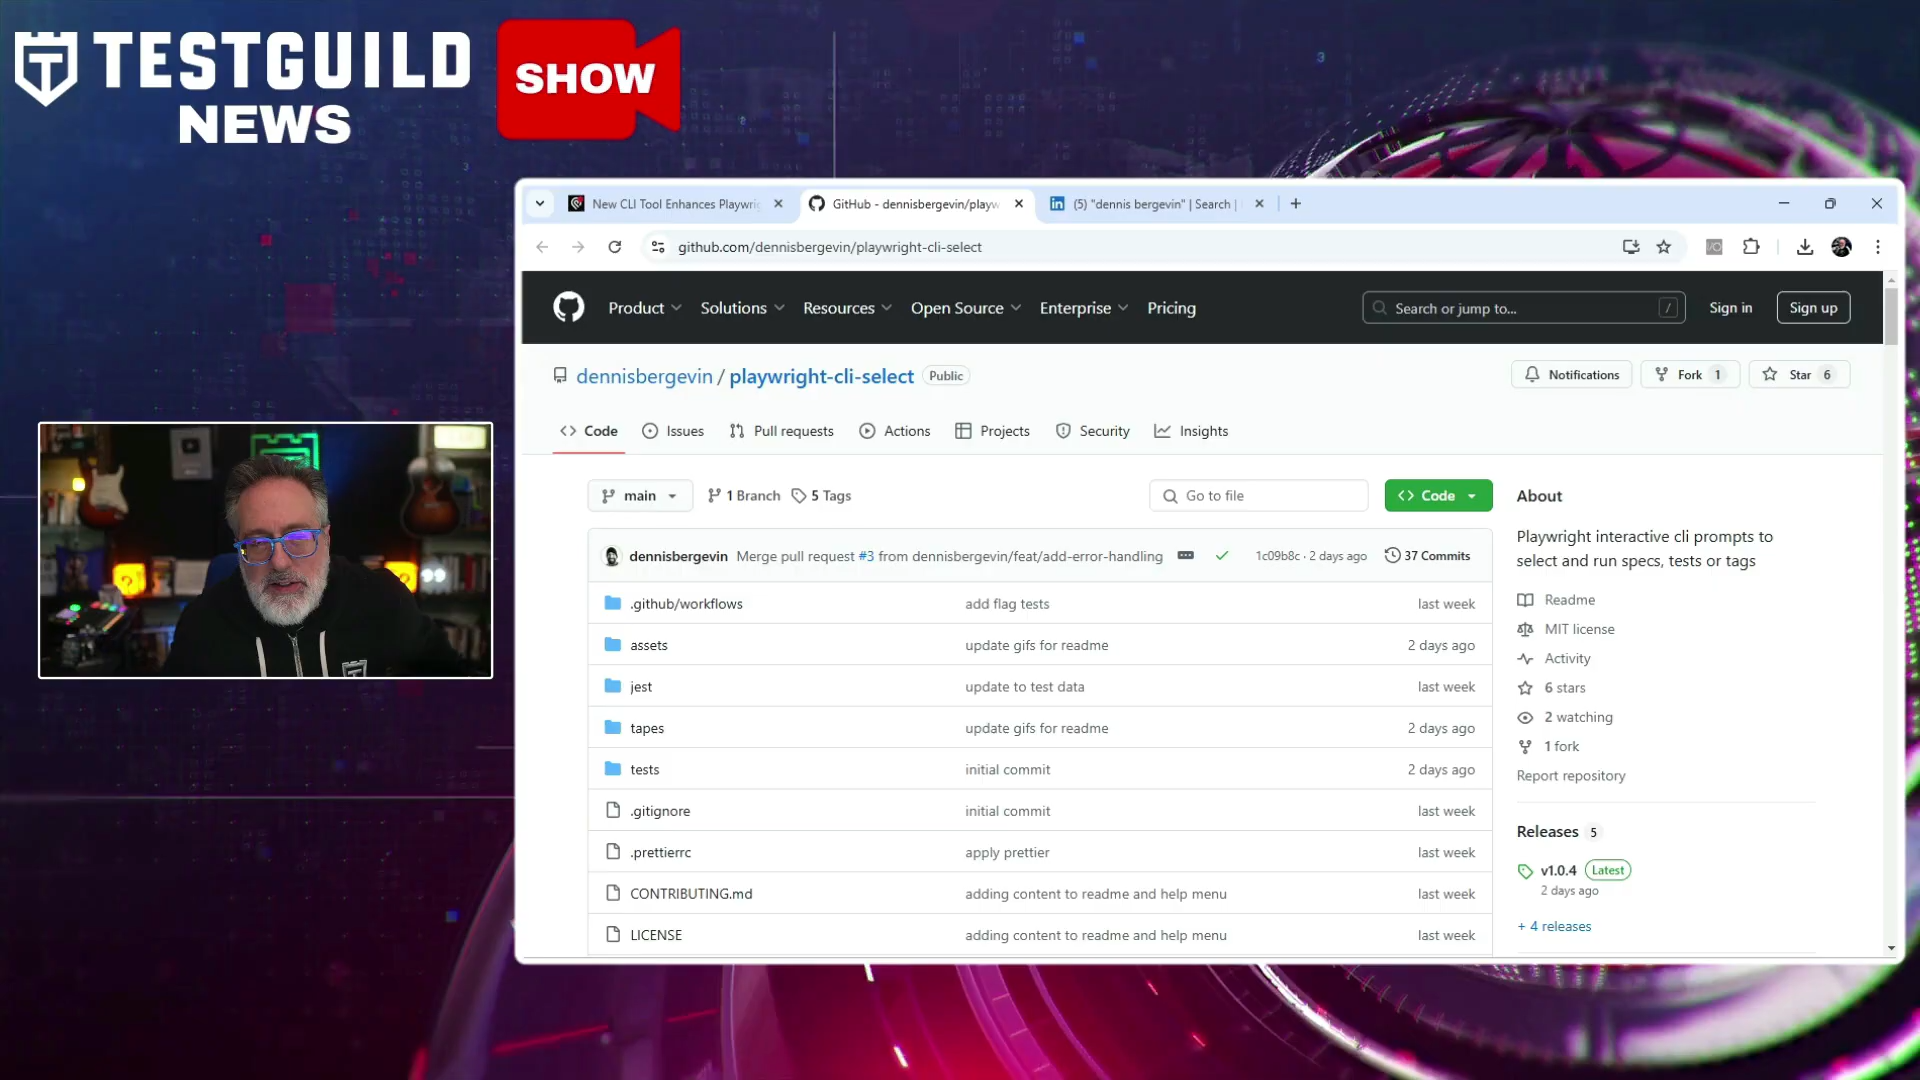 TESTGUILD
NEWS
SHOW
New CLI Tool Enhances Playwri
GitHub - dennisbergevin/playw
(5) "dennis bergevin" | Search |
github.com/dennisbergevin/playwright-cli-select
Product
Solutions
Resources
Open Source
Enterprise
Pricing
Search or jump to...
/
Sign in
Sign up
dennisbergevin / playwright-cli-select
Public
Notifications
Fork 1
Star 6
Code
Issues
Pull requests
Actions
Projects
Security
Insights
main
1 Branch
5 Tags
Go to file
Code
dennisbergevin Merge pull request #3 from dennisbergevin/feat/add-error-handling 1c09b8c · 2 days ago 37 Commits
.github/workflows add flag tests last week
assets update gifs for readme 2 days ago
jest update to test data last week
tapes update gifs for readme 2 days ago
tests initial commit 2 days ago
.gitignore initial commit last week
.prettierrc apply prettier last week
CONTRIBUTING.md adding content to readme and help menu last week
LICENSE adding content to readme and help menu last week
About
Playwright interactive cli prompts to
select and run specs, tests or tags
Readme
MIT license
Activity
6 stars
2 watching
1 fork
Report repository
Releases 5
v1.0.4 Latest
2 days ago
+ 4 releases